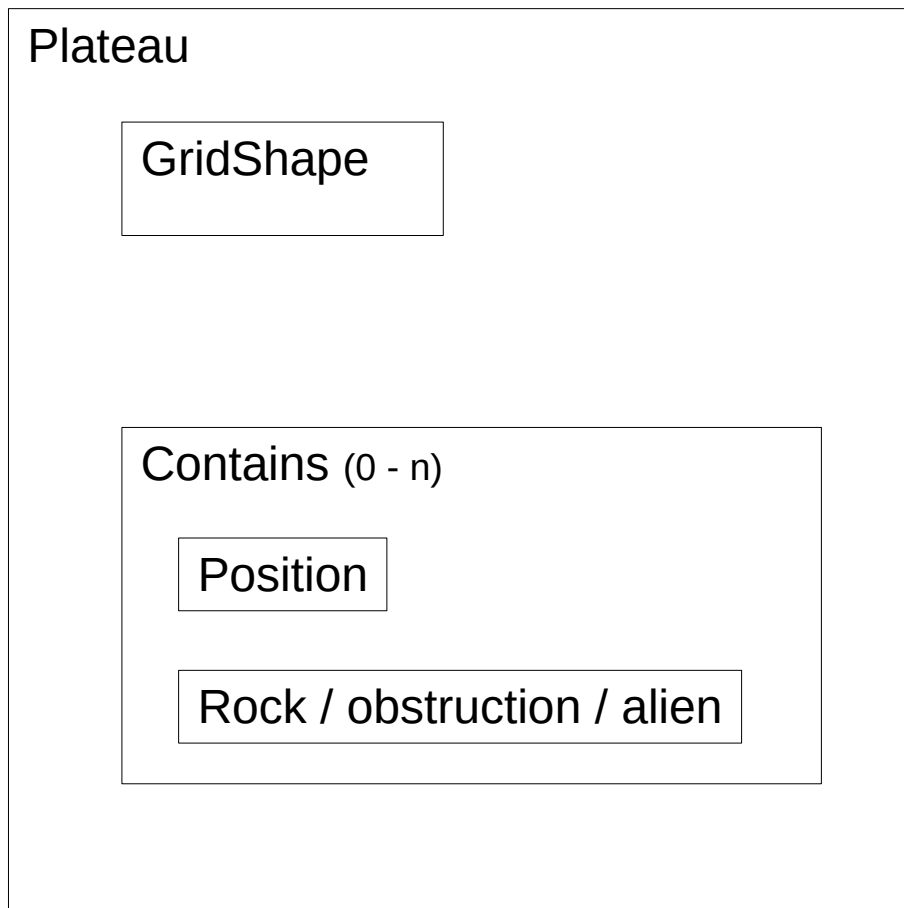 Plateau
GridShape
Contains (0 - n)
Position
Rock / obstruction / alien